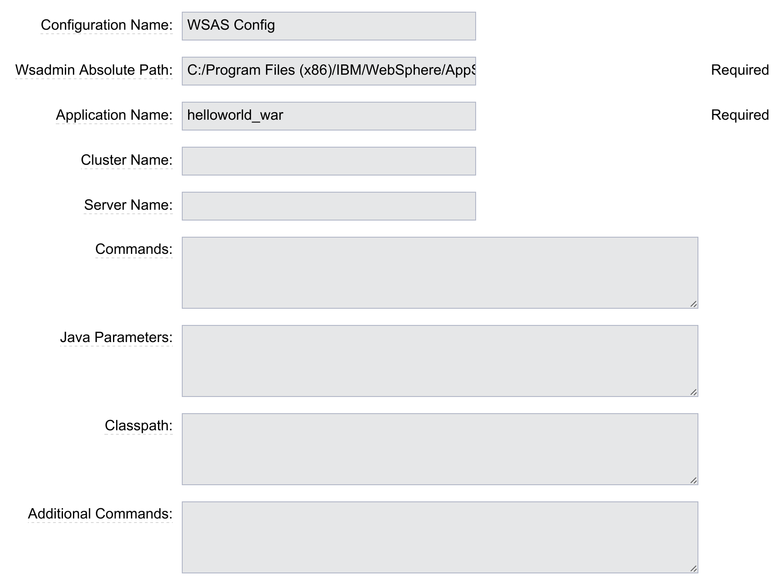 Configuration Name: WSAS Config
Wsadmin Absolute Path: C:/Program Files (x86)/IBM/WebSphere/App Required
Application Name: helloworld_war Required
Cluster Name:
Server Name:
Commands:
Java Parameters:
Classpath:
Additional Commands: